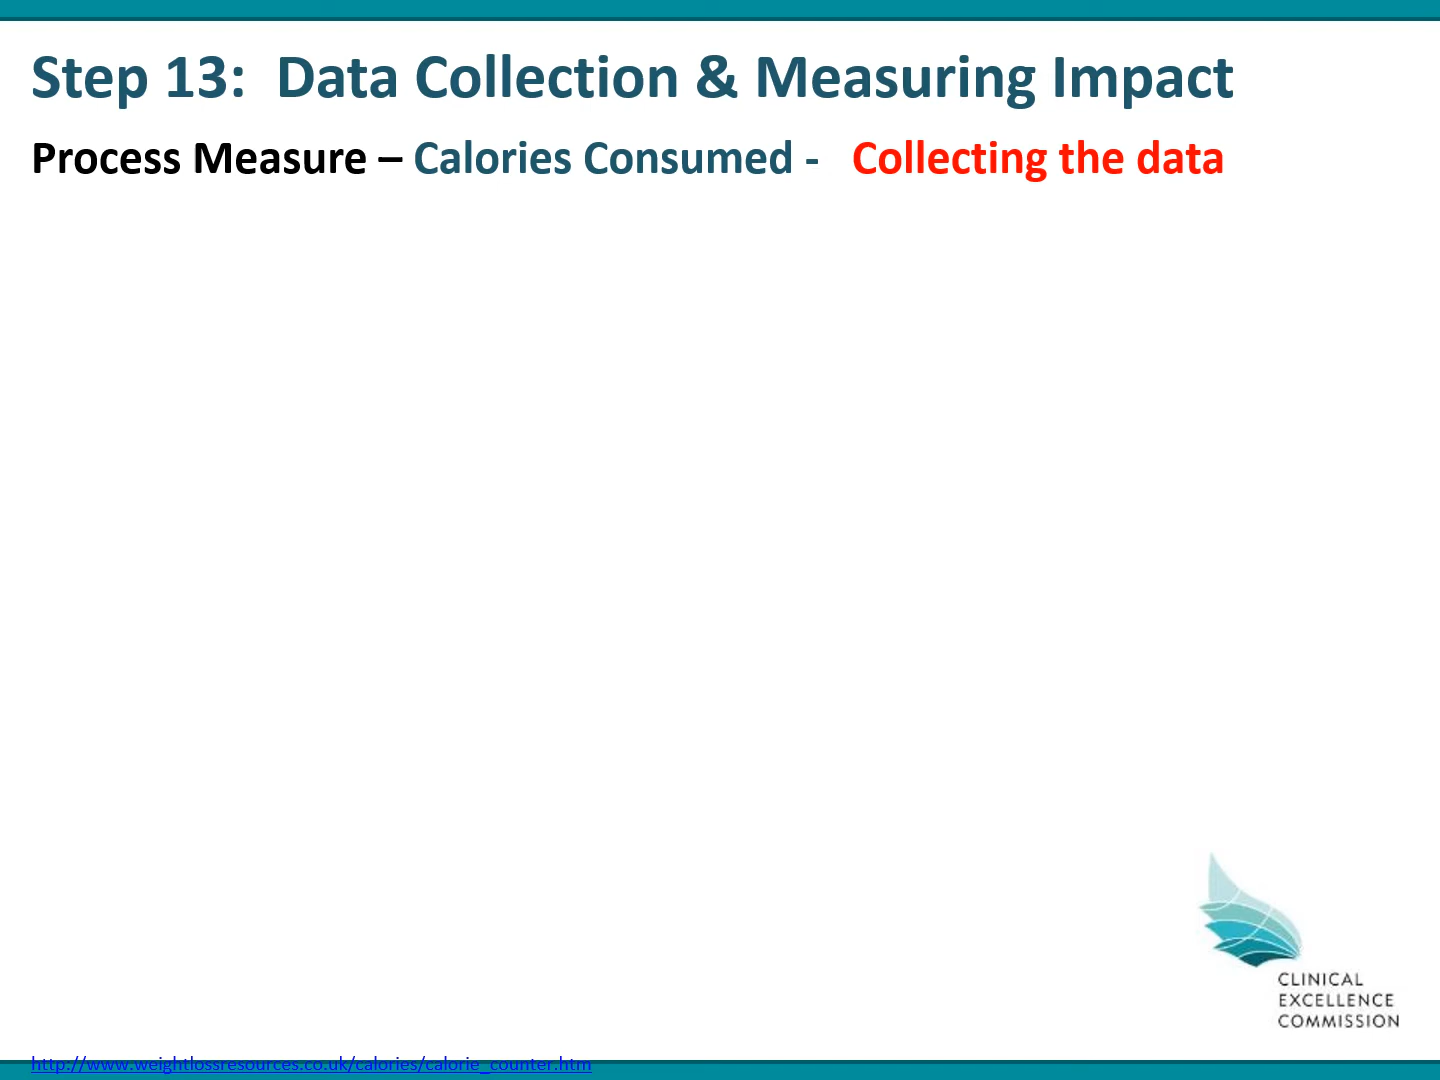 Step 13: Data Collection & Measuring Impact
Process Measure – Calories Consumed - Collecting the data
CLINICAL
EXCELLENCE
COMMISSION
http://www.weightlossresources.co.uk/calories/calorie_counter.htm